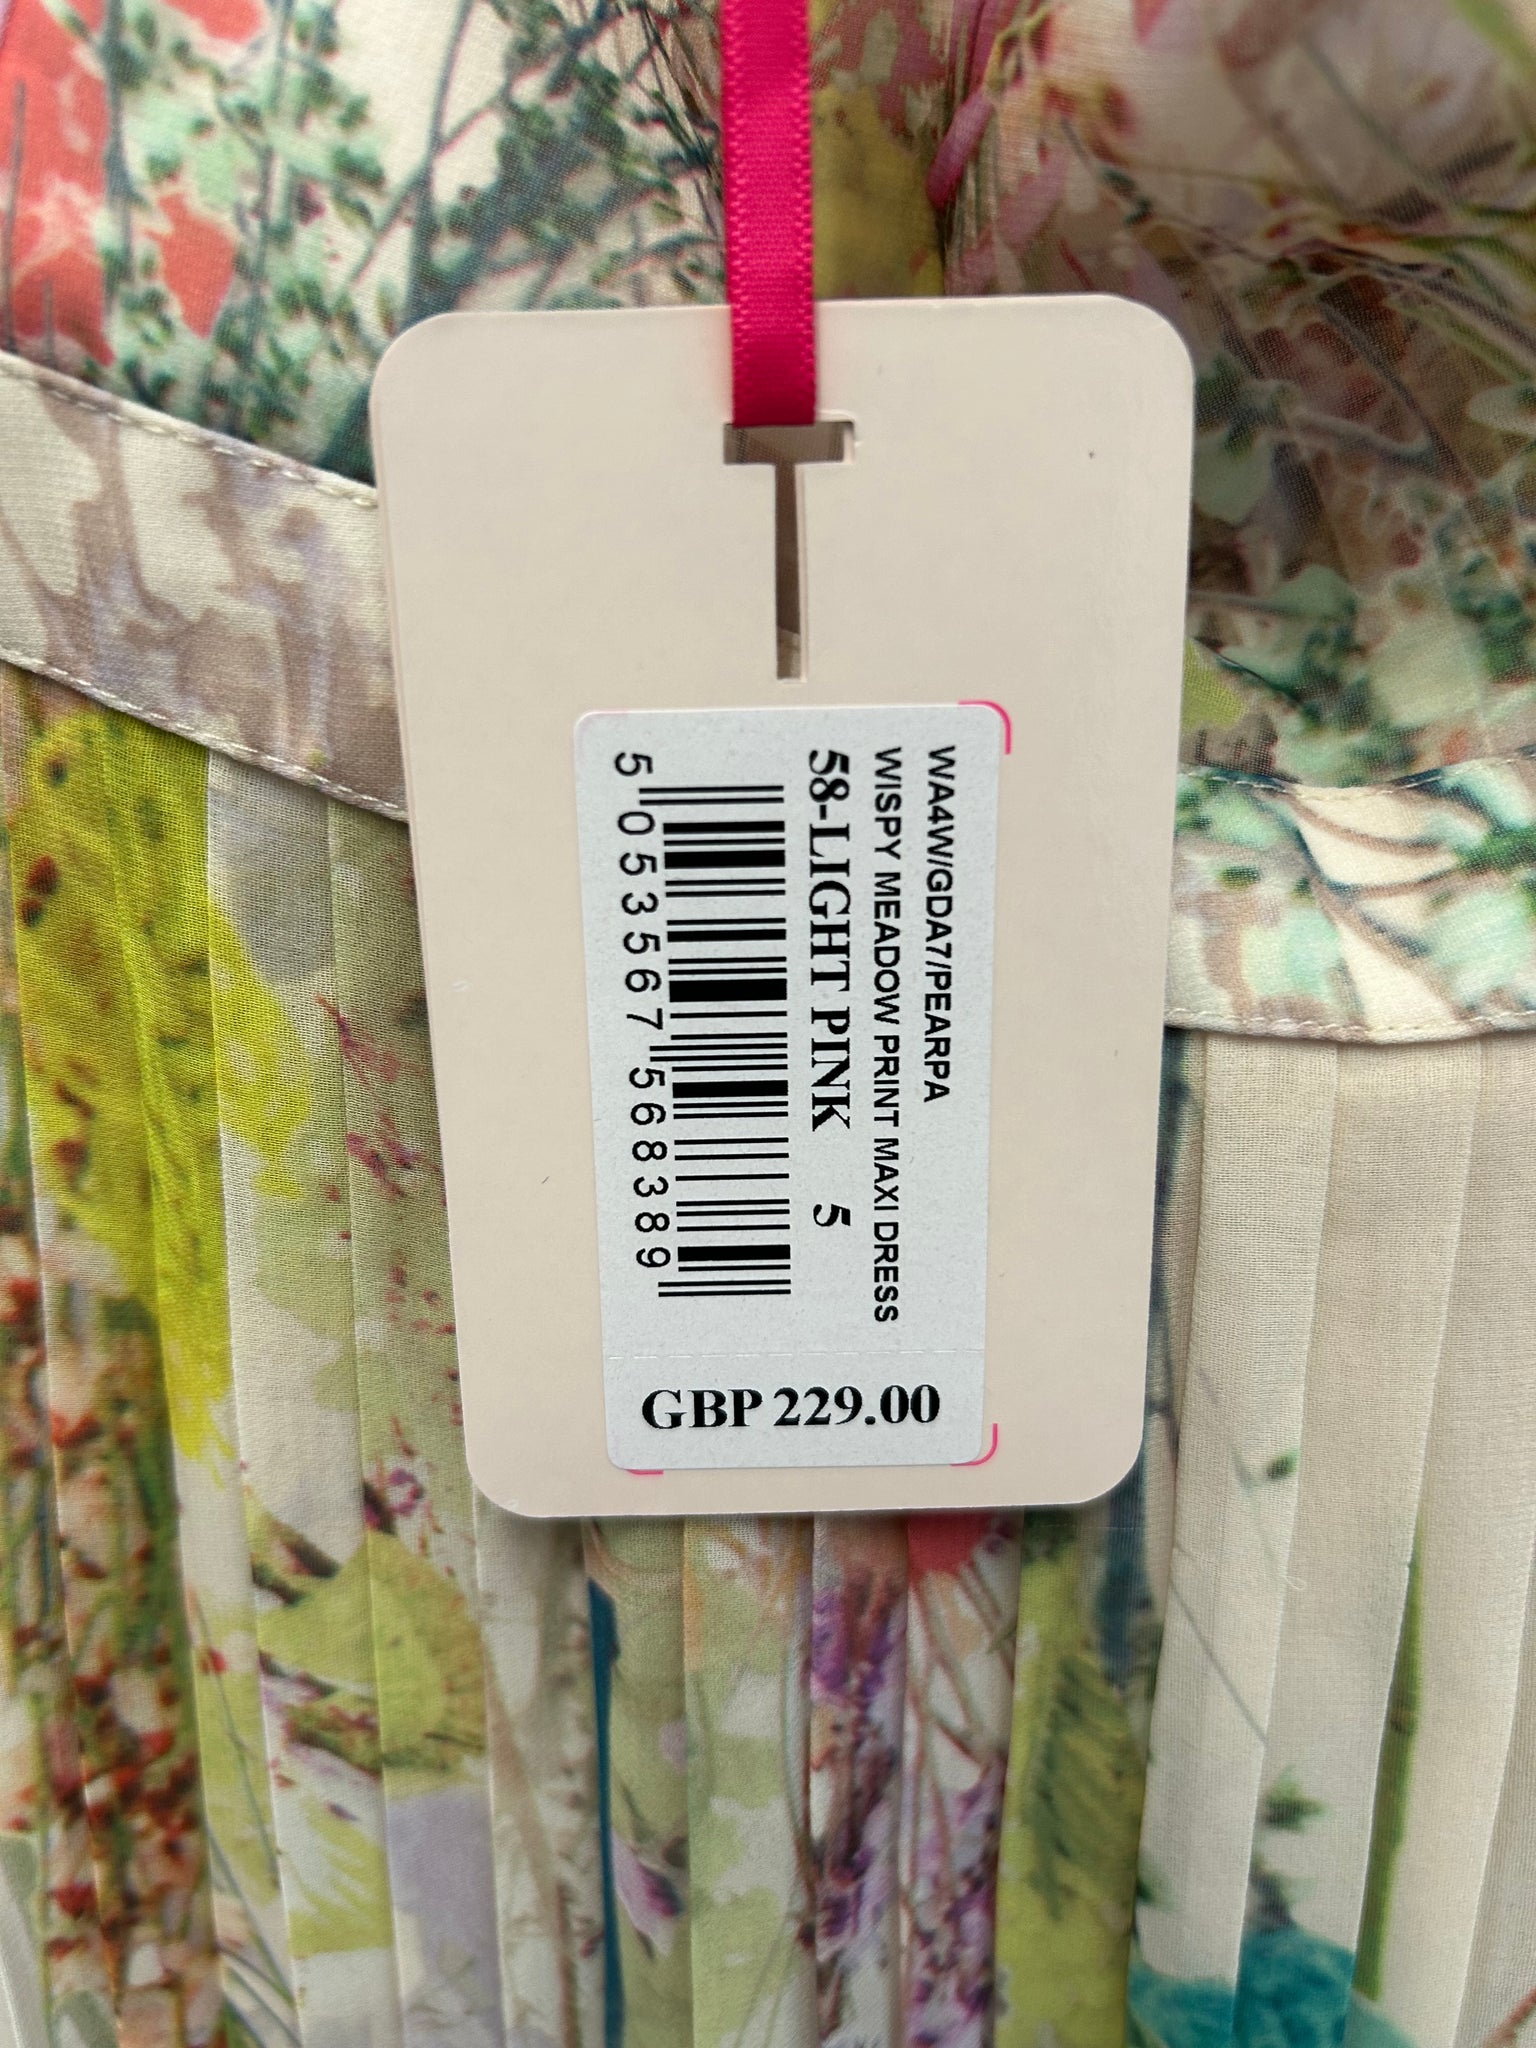 WA4W/GDA7/PEARPA
WISPY MEADOW PRINT MAXI DRESS
58-LIGHT PINK 5
5 053567 568389
GBP 229.00